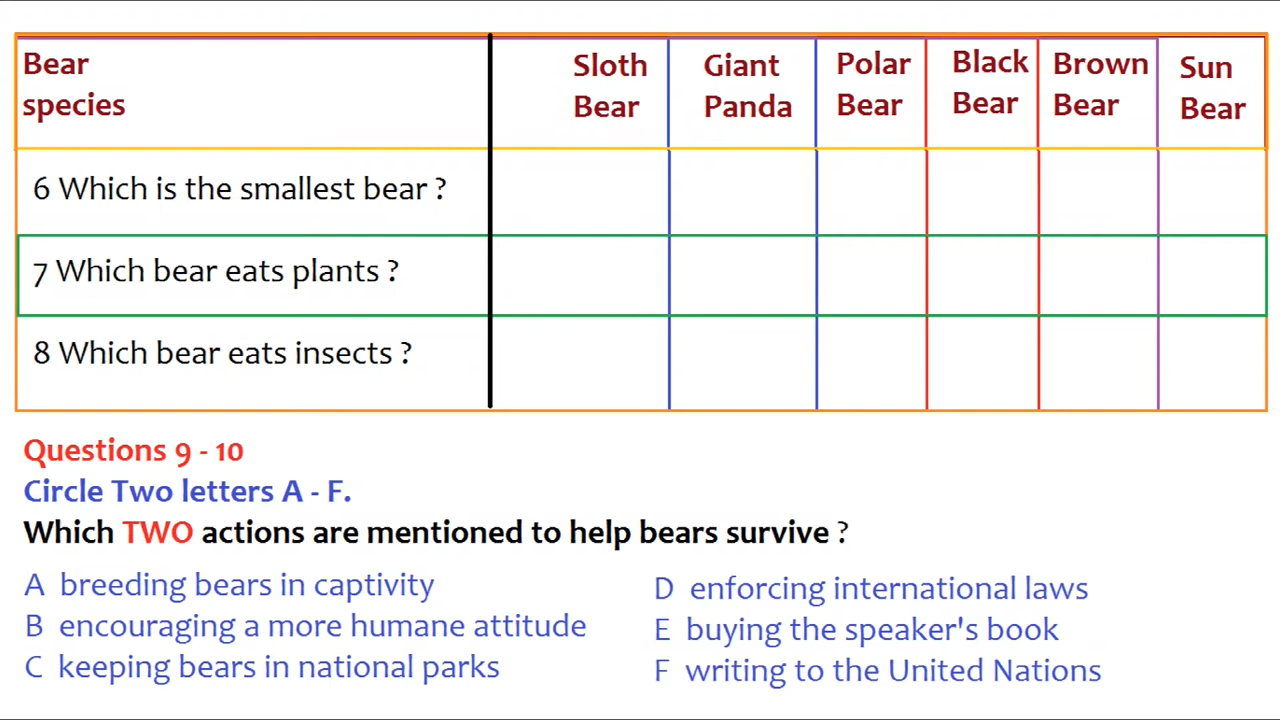 Bear species
Sloth Bear
Giant Panda
Polar Bear
Black Bear
Brown Bear
Sun Bear
6 Which is the smallest bear ?
7 Which bear eats plants ?
8 Which bear eats insects ?
Questions 9 - 10
Circle Two letters A - F.
Which TWO actions are mentioned to help bears survive ?
A breeding bears in captivity
B encouraging a more humane attitude
C keeping bears in national parks
D enforcing international laws
E buying the speaker's book
F writing to the United Nations